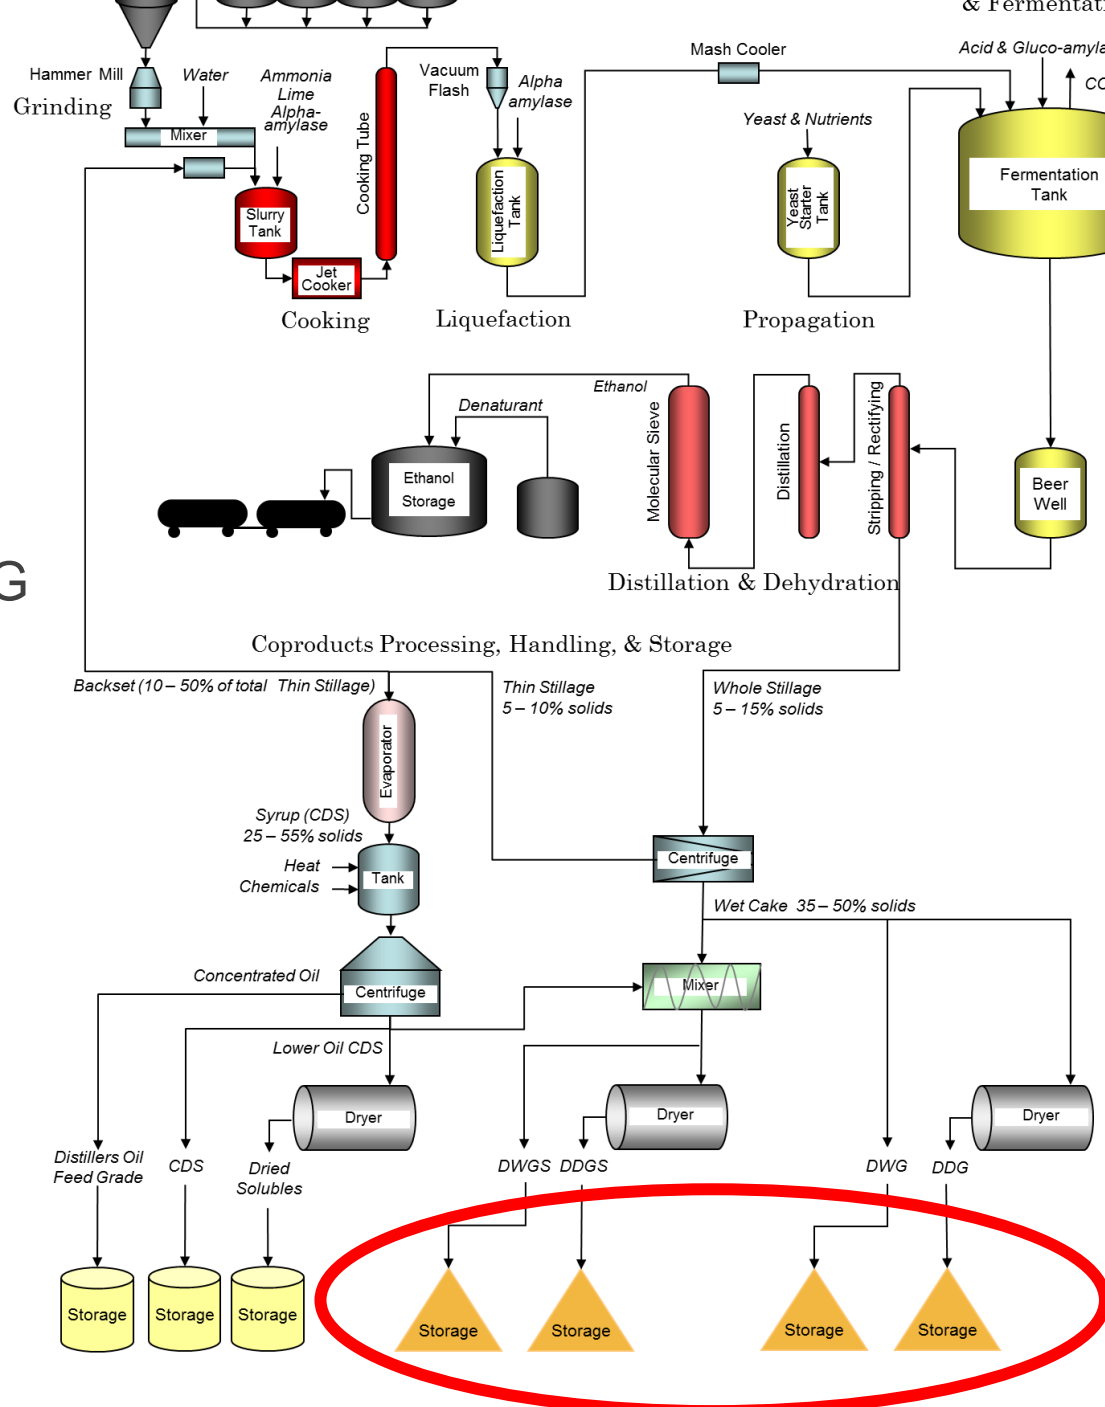 & Fermentati
Acid & Gluco-amyla
CO
Mash Cooler
Hammer Mill
Water
Ammonia
Lime
Alpha-
amylase
Vacuum
Flash
Alpha
amylase
Grinding
Mixer
Cooking Tube
Yeast & Nutrients
Liquefaction
Tank
Yeast
Starter
Tank
Fermentation
Tank
Slurry
Tank
Jet
Cooker
Cooking
Liquefaction
Propagation
Ethanol
Denaturant
Molecular Sieve
Distillation
Stripping / Rectifying
Ethanol
Storage
Beer
Well
G
Distillation & Dehydration
Coproducts Processing, Handling, & Storage
Backset (10 – 50% of total Thin Stillage)
Thin Stillage
5 – 10% solids
Whole Stillage
5 – 15% solids
Evaporator
Syrup (CDS)
25 – 55% solids
Heat
Chemicals
Tank
Centrifuge
Wet Cake 35 – 50% solids
Concentrated Oil
Centrifuge
Mixer
Lower Oil CDS
Dryer
Dryer
Dryer
Distillers Oil
Feed Grade
CDS
Dried
Solubles
DWGS
DDGS
DWG
DDG
Storage
Storage
Storage
Storage
Storage
Storage
Storage